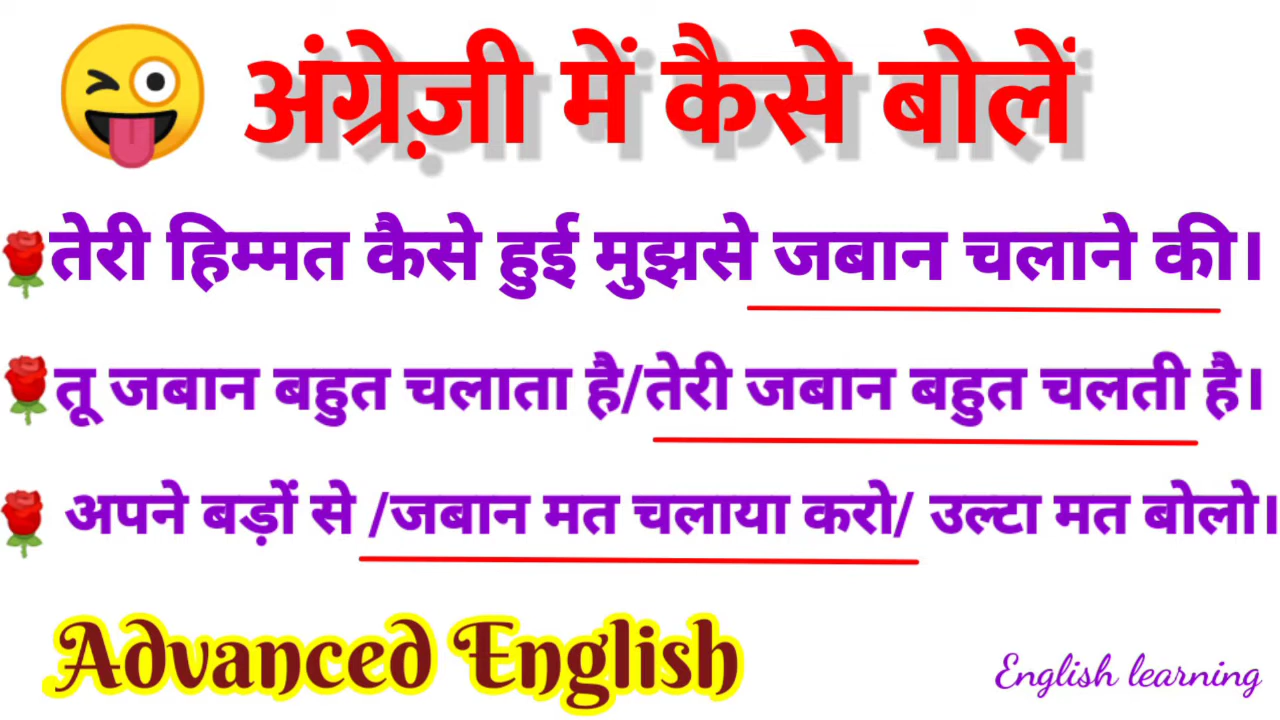 अंग्रेज़ी में कैसे बोलें
तेरी हिम्मत कैसे हुई मुझसे जबान चलाने की।
तू जबान बहुत चलाता है/तेरी जबान बहुत चलती है।
अपने बड़ों से /जबान मत चलाया करो/ उल्टा मत बोलो।
Advanced English
English learning